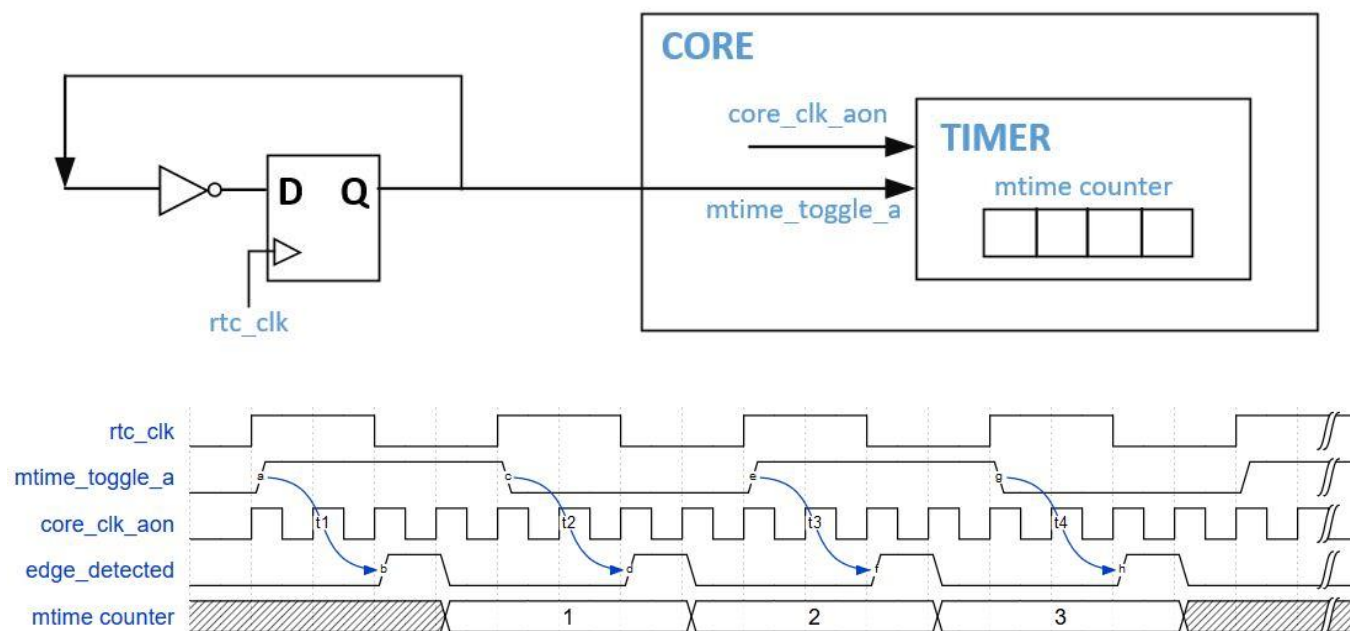 CORE
core_clk_aon
TIMER
D Q
mtime counter
mtime_toggle_a
rtc_clk
rtc_clk
mtime_toggle_a
a c e g
core_clk_aon
t1 t2 t3 t4
edge_detected
b d f h
mtime counter
1 2 3